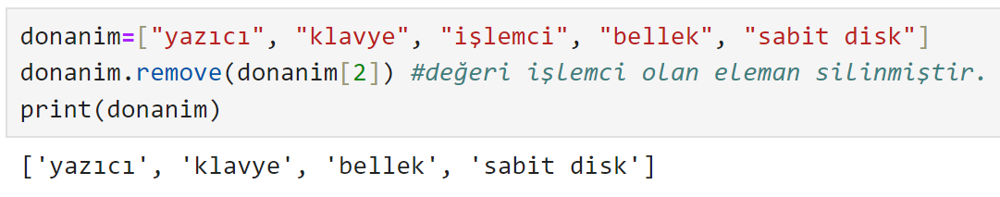 donanim=["yazıcı", "klavye", "işlemci", "bellek", "sabit disk"]
donanim.remove(donanim[2]) #değeri işlemci olan eleman silinmiştir.
print(donanim)
['yazıcı', 'klavye', 'bellek', 'sabit disk']